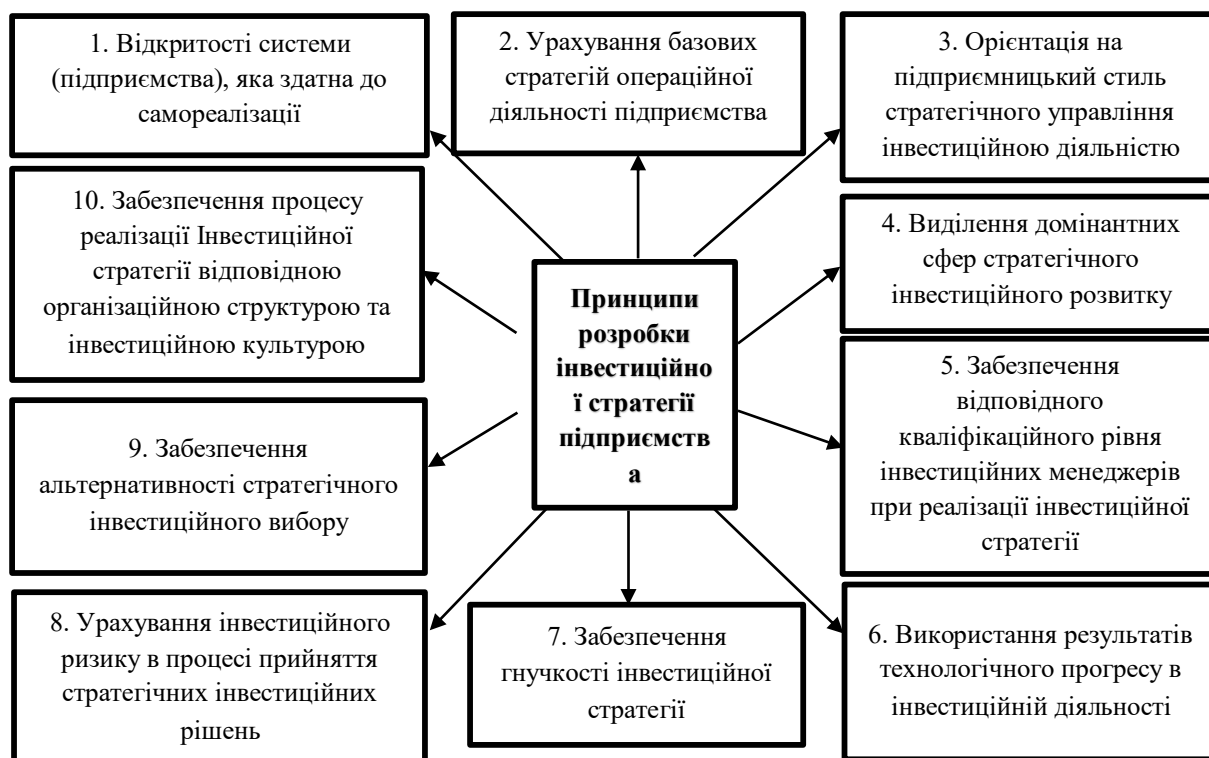 1. Відкритості системи
(підприємства), яка здатна до
самореалізації
2. Урахування базових
стратегій операційної
діяльності підприємства
3. Орієнтація на
підприємницький стиль
стратегічного управління
інвестиційною діяльністю
10. Забезпечення процесу
реалізації Інвестиційної
стратегії відповідною
організаційною структурою та
інвестиційною культурою
Принципи
розробки
інвестиційно
ї стратегії
підприємств
а
4. Виділення домінантних
сфер стратегічного
інвестиційного розвитку
9. Забезпечення
альтернативності стратегічного
інвестиційного вибору
5. Забезпечення
відповідного
кваліфікаційного рівня
інвестиційних менеджерів
при реалізації інвестиційної
стратегії
8. Урахування інвестиційного
ризику в процесі прийняття
стратегічних інвестиційних
рішень
7. Забезпечення
гнучкості інвестиційної
стратегії
6. Використання результатів
технологічного прогресу в
інвестиційній діяльності